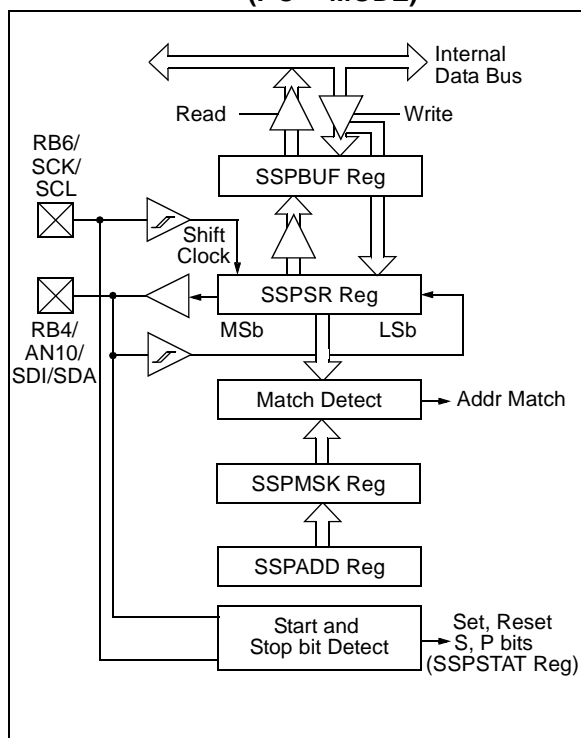 Internal
Data Bus
Read
Write
RB6/
SCK/
SCL
SSPBUF Reg
Shift
Clock
SSPSR Reg
MSb
LSb
RB4/
AN10/
SDI/SDA
Match Detect
Addr Match
SSPMSK Reg
SSPADD Reg
Start and
Stop bit Detect
Set, Reset
S, P bits
(SSPSTAT Reg)